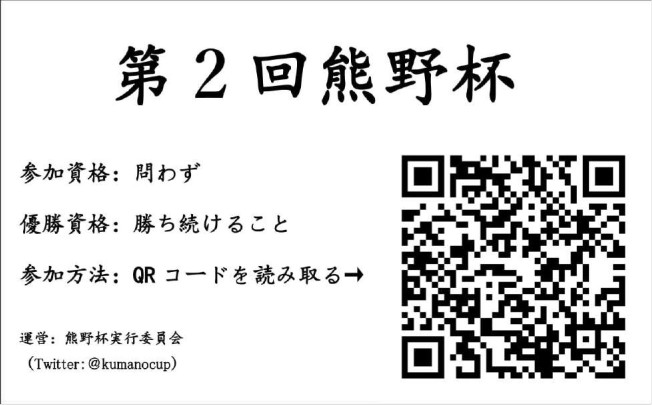 第２回熊野杯
参加資格：問わず
優勝資格：勝ち続けること
参加方法：QRコードを読み取る→
運営：熊野杯実行委員会
（Twitter：@kumanocup）